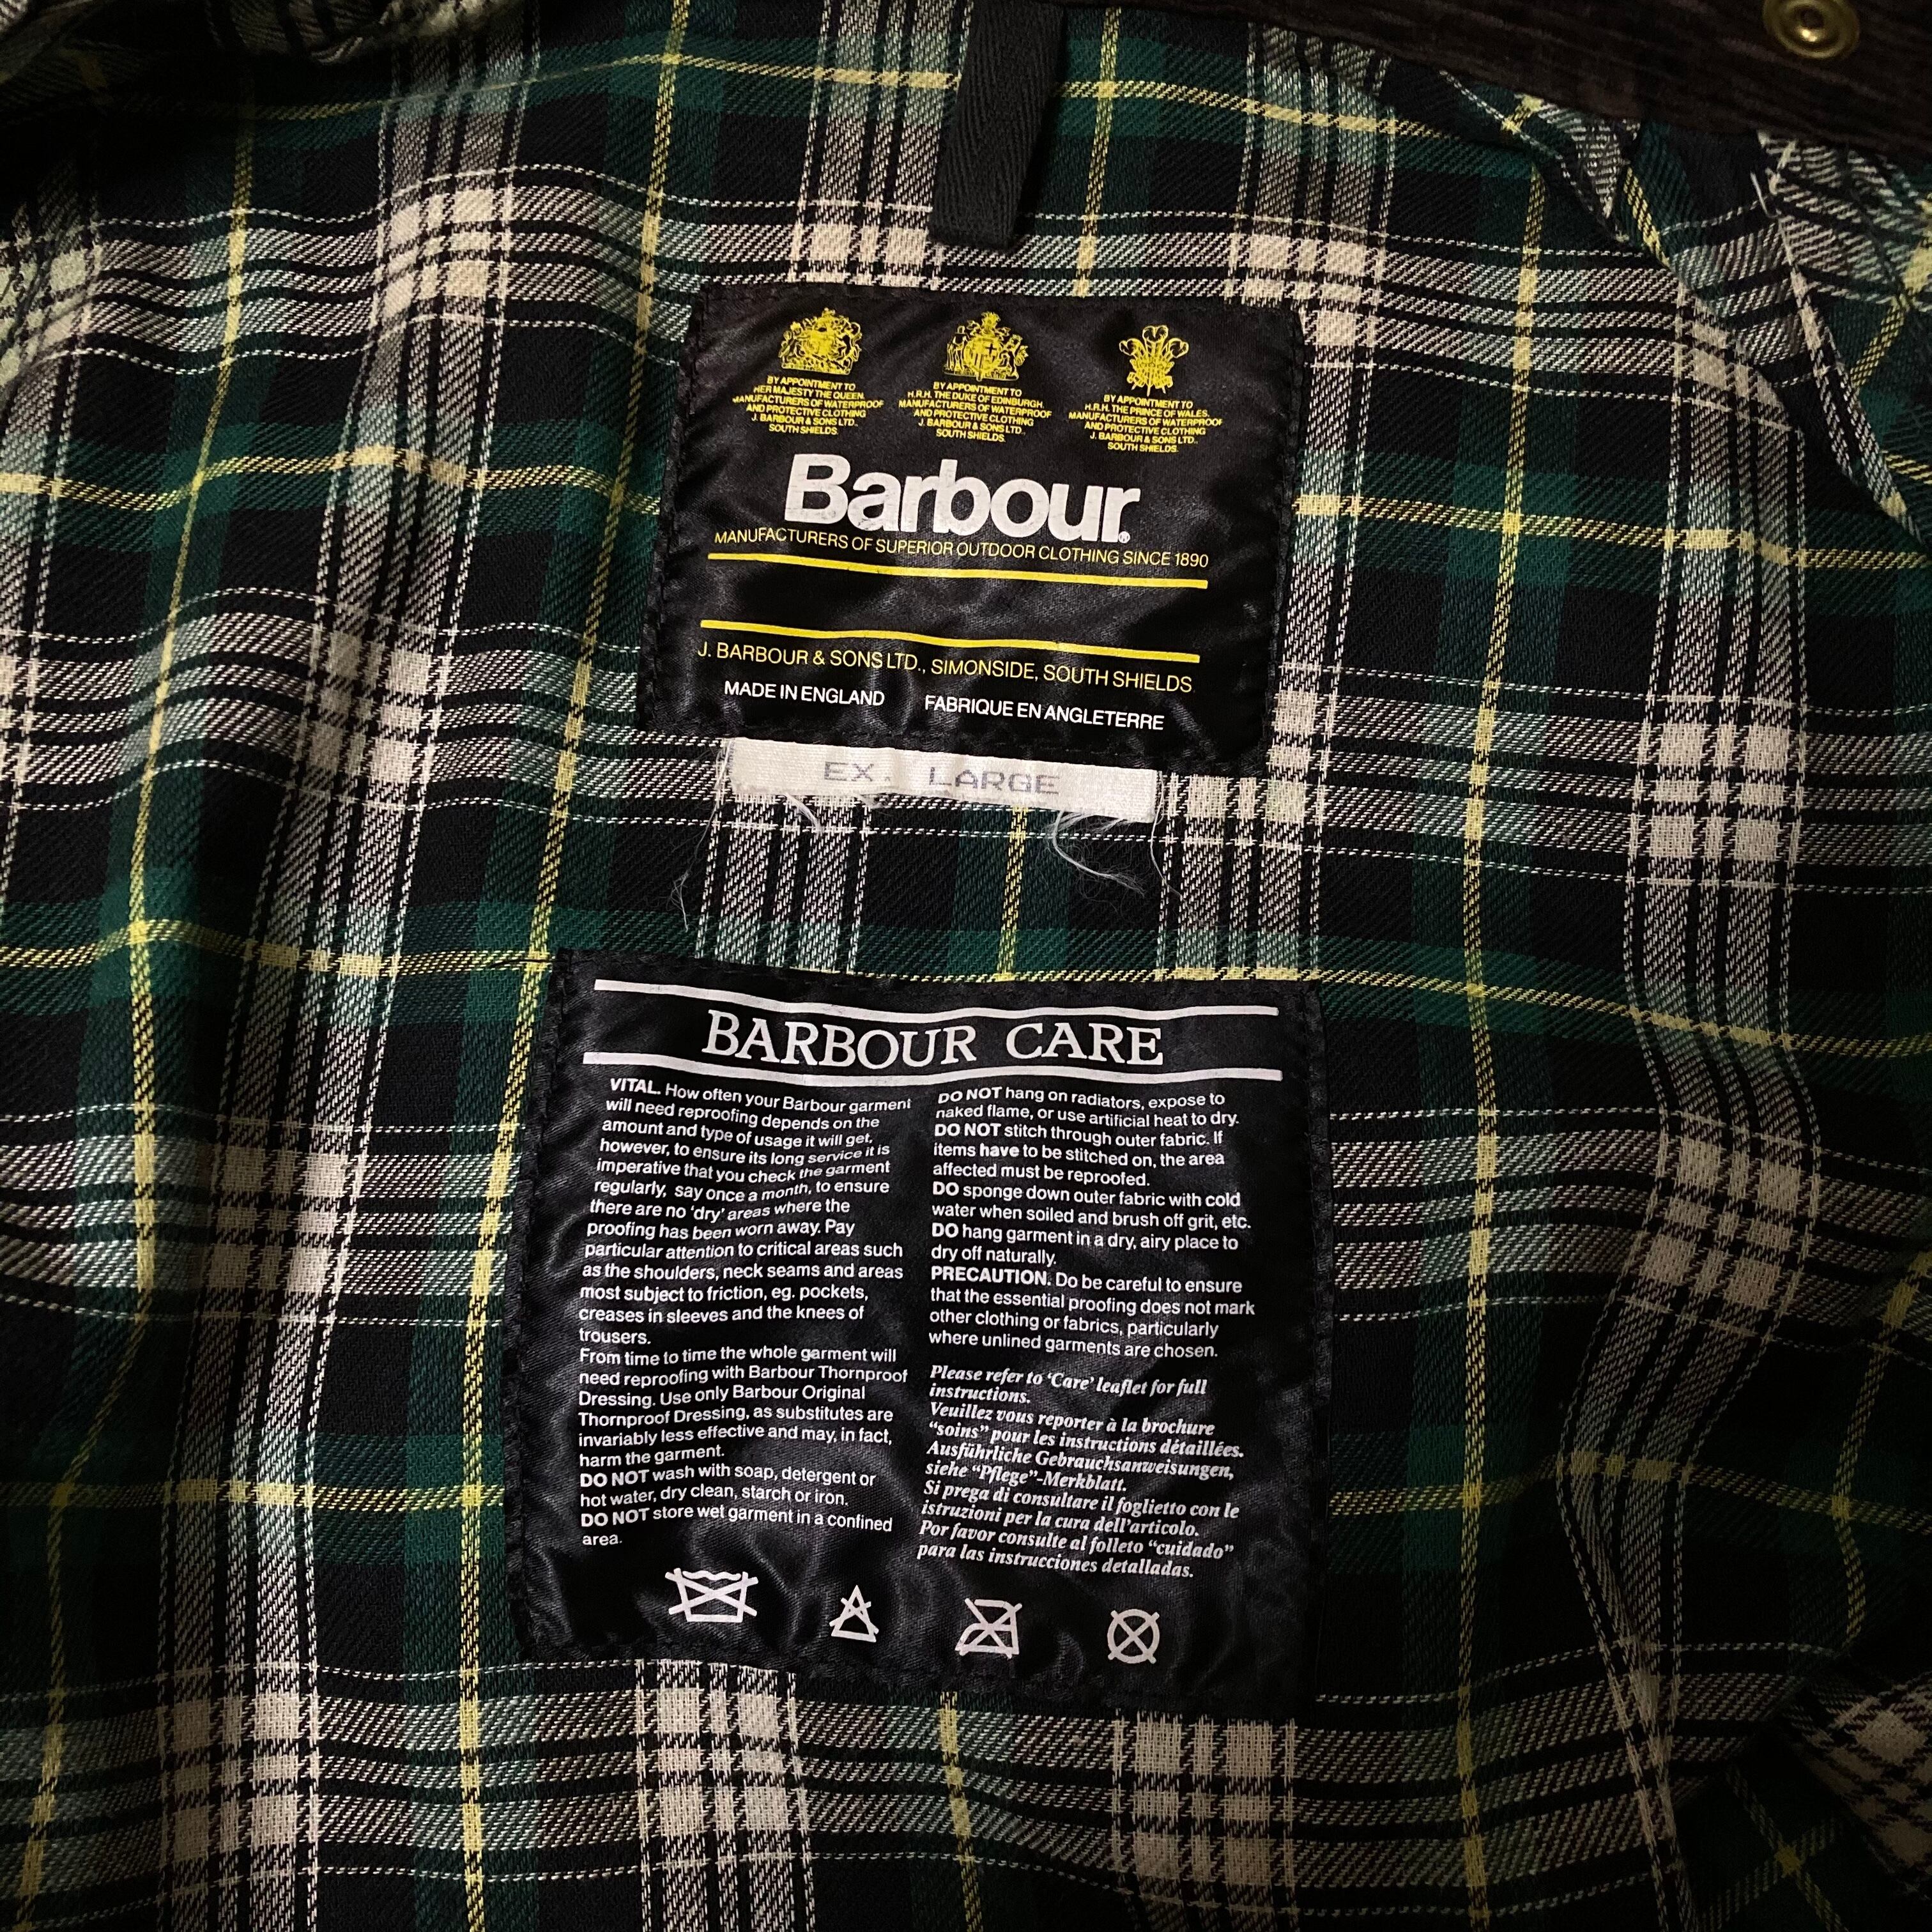 BY APPOINTMENT TO
HER MAJESTY THE QUEEN.
MANUFACTURERS OF WATERPROOF
AND PROTECTIVE CLOTHING
J. BARBOUR & SONS LTD.,
SOUTH SHIELDS.
BY APPOINTMENT TO
H.R.H. THE DUKE OF EDINBURGH.
MANUFACTURERS OF WATERPROOF
AND PROTECTIVE CLOTHING
J. BARBOUR & SONS LTD.,
SOUTH SHIELDS.
BY APPOINTMENT TO
H.R.H. THE PRINCE OF WALES.
MANUFACTURERS OF WATERPROOF
AND PROTECTIVE CLOTHING
J. BARBOUR & SONS LTD.,
SOUTH SHIELDS.
Barbour®
MANUFACTURERS OF SUPERIOR OUTDOOR CLOTHING SINCE 1890
J. BARBOUR & SONS LTD., SIMONSIDE, SOUTH SHIELDS
MADE IN ENGLAND FABRIQUE EN ANGLETERRE
EX. LARGE
BARBOUR CARE
VITAL. How often your Barbour garment
will need reproofing depends on the
amount and type of usage it will get,
however, to ensure its long service it is
imperative that you check the garment
regularly, say once a month, to ensure
there are no 'dry' areas where the
proofing has been worn away. Pay
particular attention to critical areas such
as the shoulders, neck seams and areas
most subject to friction, eg. pockets,
creases in sleeves and the knees of
trousers.
From time to time the whole garment will
need reproofing with Barbour Thornproof
Dressing. Use only Barbour Original
Thornproof Dressing, as substitutes are
invariably less effective and may, in fact,
harm the garment.
DO NOT wash with soap, detergent or
hot water, dry clean, starch or iron.
DO NOT store wet garment in a confined
area.
DO NOT hang on radiators, expose to
naked flame, or use artificial heat to dry.
DO NOT stitch through outer fabric. If
items have to be stitched on, the area
affected must be reproofed.
DO sponge down outer fabric with cold
water when soiled and brush off grit, etc.
DO hang garment in a dry, airy place to
dry off naturally.
PRECAUTION. Do be careful to ensure
that the essential proofing does not mark
other clothing or fabrics, particularly
where unlined garments are chosen.
Please refer to 'Care' leaflet for full
instructions.
Veuillez vous reporter à la brochure
"soins" pour les instructions détaillées.
Ausführliche Gebrauchsanweisungen,
siehe "Pflege"-Merkblatt.
Si prega di consultare il foglietto con le
istruzioni per la cura dell'articolo.
Por favor consulte al folleto "cuidado"
para las instrucciones detalladas.